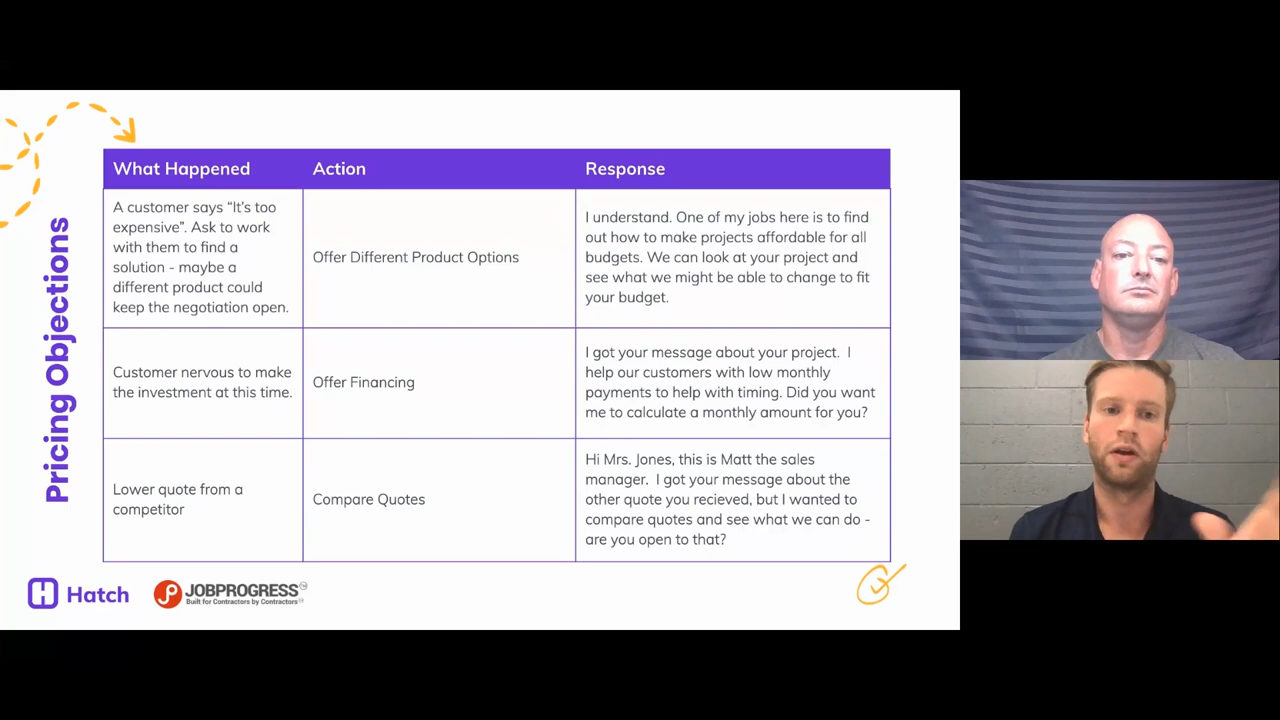 Pricing Objections
What Happened
Action
Response
A customer says "It's too
expensive". Ask to work
with them to find a
solution - maybe a
different product could
keep the negotiation open.
Offer Different Product Options
I understand. One of my jobs here is to find
out how to make projects affordable for all
budgets. We can look at your project and
see what we might be able to change to fit
your budget.
Customer nervous to make
the investment at this time.
Offer Financing
I got your message about your project. I
help our customers with low monthly
payments to help with timing. Did you want
me to calculate a monthly amount for you?
Lower quote from a
competitor
Compare Quotes
Hi Mrs. Jones, this is Matt the sales
manager. I got your message about the
other quote you recieved, but I wanted to
compare quotes and see what we can do -
are you open to that?
Hatch
JOBPROGRESS
Built for Contractors by Contractors